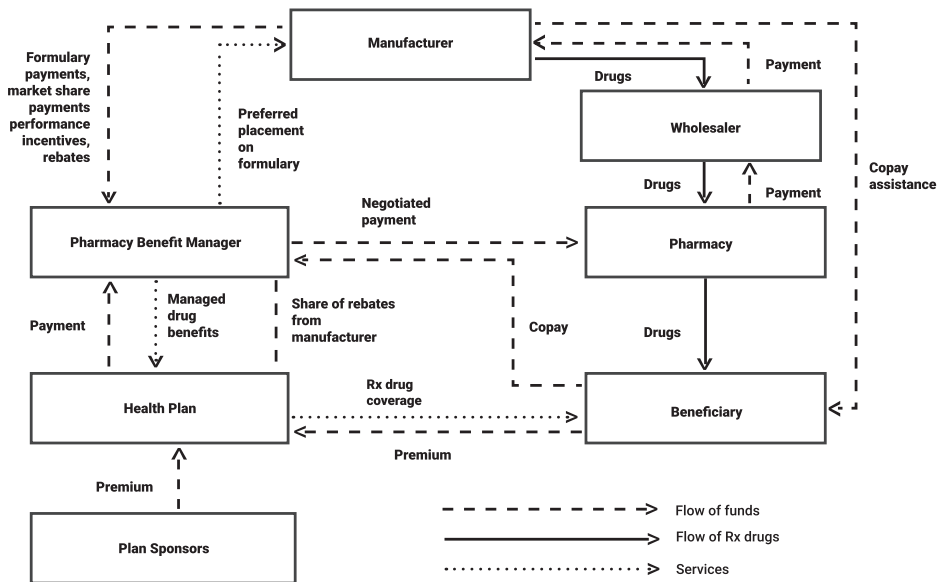 Manufacturer
Formulary
payments,
market share
payments
performance
incentives,
rebates
Preferred
placement
on
formulary
Drugs
Payment
Wholesaler
Copay
assistance
Drugs
Payment
Negotiated
payment
Pharmacy Benefit Manager
Pharmacy
Payment
Managed
drug
benefits
Share of rebates
from
manufacturer
Copay
Drugs
Health Plan
Rx drug
coverage
Beneficiary
Premium
Premium
Plan Sponsors
Flow of funds
Flow of Rx drugs
Services